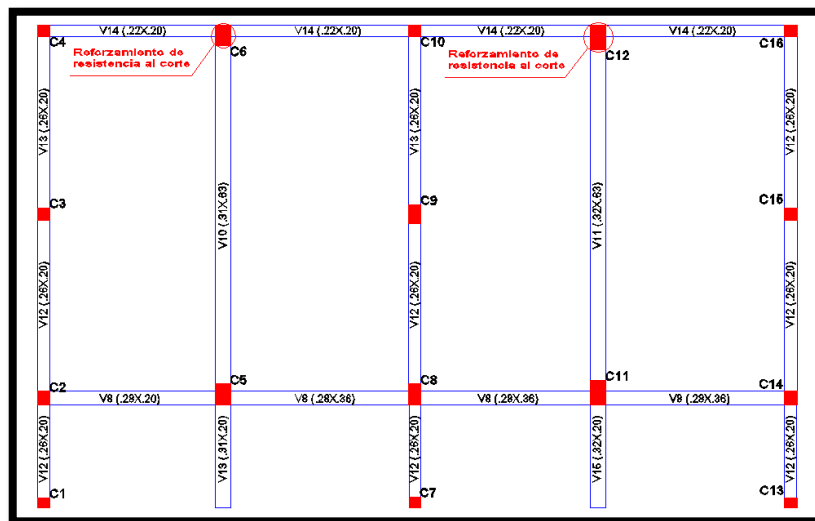 V14 (.22X.20)
V14 (.22X.20)
V14 (.22X.20)
V14 (.22X.20)
C4
C6
C10
C12
C16
Reforzamiento de
resistencia al corte
Reforzamiento de
resistencia al corte
V13 (.26X.20)
V13 (.26X.20)
V12 (.26X.20)
C3
C9
C15
V10 (.31X.63)
V11 (.32X.63)
V12 (.26X.20)
V12 (.26X.20)
V12 (.26X.20)
C2
C5
C8
C11
C14
V8 (.29X.20)
V8 (.28X.36)
V8 (.28X.36)
V9 (.29X.36)
V12 (.26X.20)
V13 (.31X.20)
V12 (.26X.20)
V15 (.32X.20)
V12 (.26X.20)
C1
C7
C13